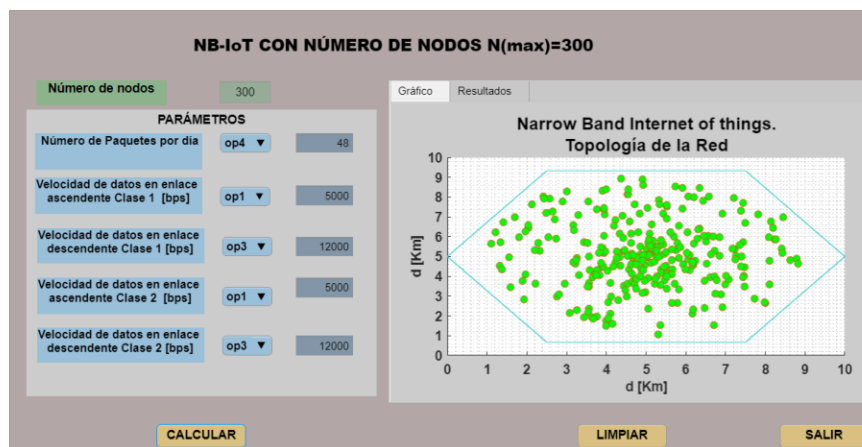 NB-IoT CON NÚMERO DE NODOS N(max)=300
Número de nodos
300
PARÁMETROS
Número de Paquetes por día
op4
48
Velocidad de datos en enlace
ascendente Clase 1 [bps]
op1
5000
Velocidad de datos en enlace
descendente Clase 1 [bps]
op3
12000
Velocidad de datos en enlace
ascendente Clase 2 [bps]
op1
5000
Velocidad de datos en enlace
descendente Clase 2 [bps]
op3
12000
Gráfico
Resultados
Narrow Band Internet of things.
Topología de la Red
10
9
8
7
6
5
4
3
2
1
0
d [Km]
0 1 2 3 4 5 6 7 8 9 10
d [Km]
CALCULAR
LIMPIAR
SALIR